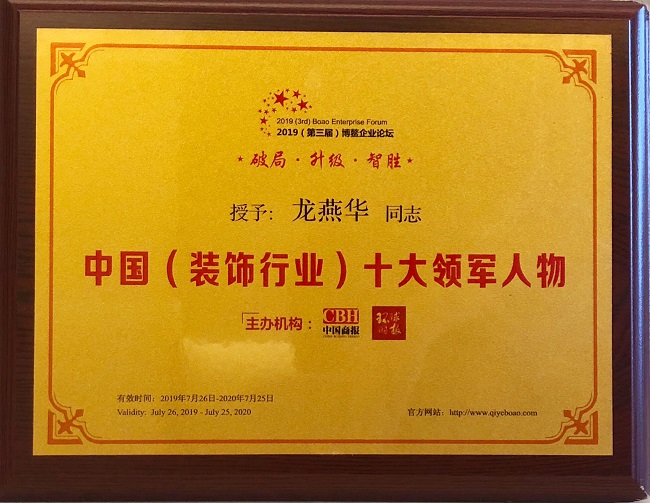 2019 (3rd) Boao Enterprise Forum
2019（第三届）博鳌企业论坛
破局·升级·智胜
授予: 龙燕华 同志
中国（装饰行业）十大领军人物
主办机构： CBH 中国商报 环球时报
有效时间：2019年7月26日-2020年7月25日
Validity: July 26, 2019 - July 25, 2020
官方网站：http://www.qiyeboao.com